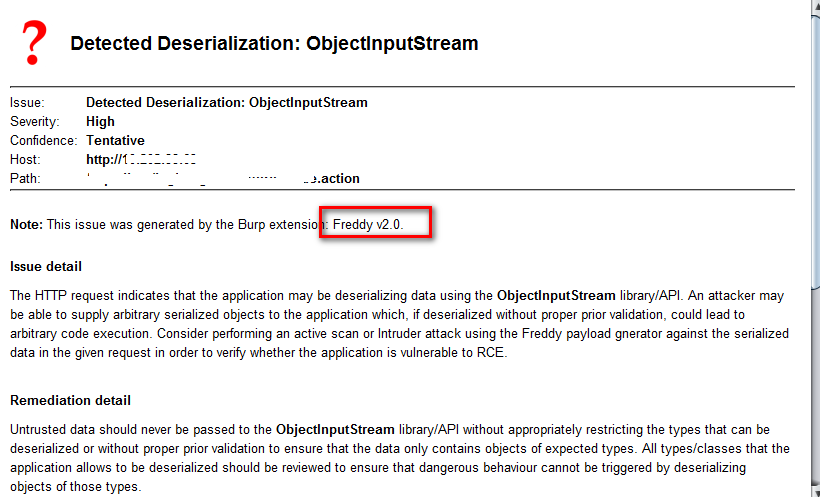 Detected Deserialization: ObjectInputStream
Issue: Detected Deserialization: ObjectInputStream
Severity: High
Confidence: Tentative
Host: http://1
Path: .action
Note: This issue was generated by the Burp extension: Freddy v2.0.
Issue detail
The HTTP request indicates that the application may be deserializing data using the ObjectInputStream library/API. An attacker may
be able to supply arbitrary serialized objects to the application which, if deserialized without proper prior validation, could lead to
arbitrary code execution. Consider performing an active scan or Intruder attack using the Freddy payload gnerator against the serialized
data in the given request in order to verify whether the application is vulnerable to RCE.
Remediation detail
Untrusted data should never be passed to the ObjectInputStream library/API without appropriately restricting the types that can be
deserialized or without proper prior validation to ensure that the data only contains objects of expected types. All types/classes that the
application allows to be deserialized should be reviewed to ensure that dangerous behaviour cannot be triggered by deserializing
objects of those types.